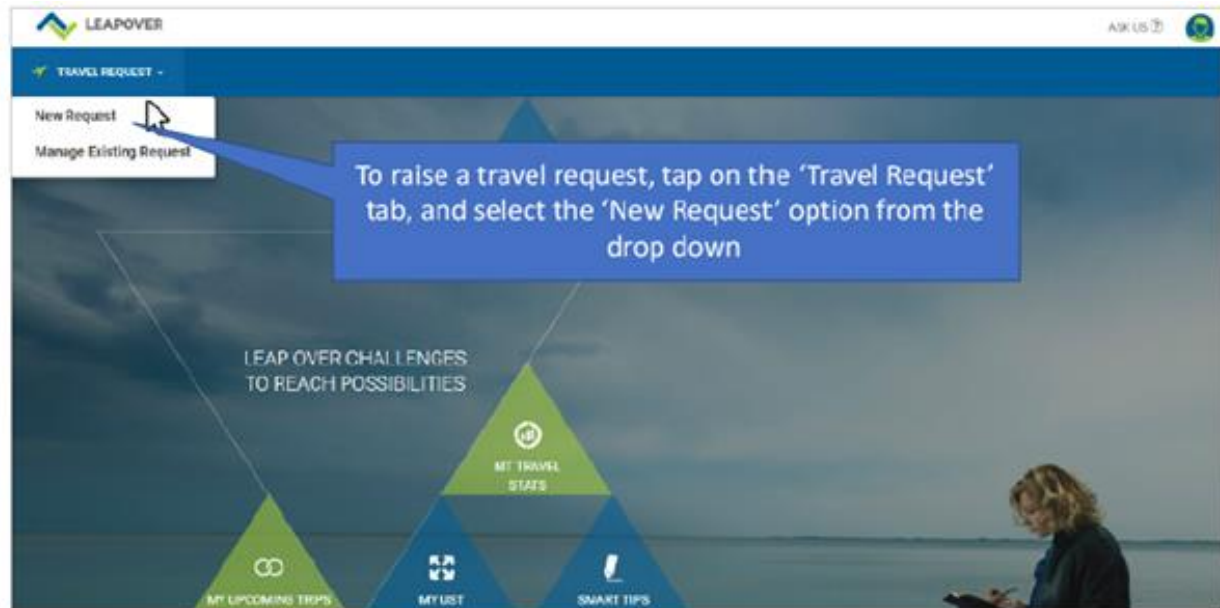 LEAPOVER
ASK US
TRAVEL REQUEST
New Request
Manage Existing Request
To raise a travel request, tap on the ‘Travel Request’
tab, and select the ‘New Request’ option from the
drop down
LEAP OVER CHALLENGES
TO REACH POSSIBILITIES
MY TRAVEL
STATS
MY UPCOMING TRIPS
MY LIST
SMART TIPS